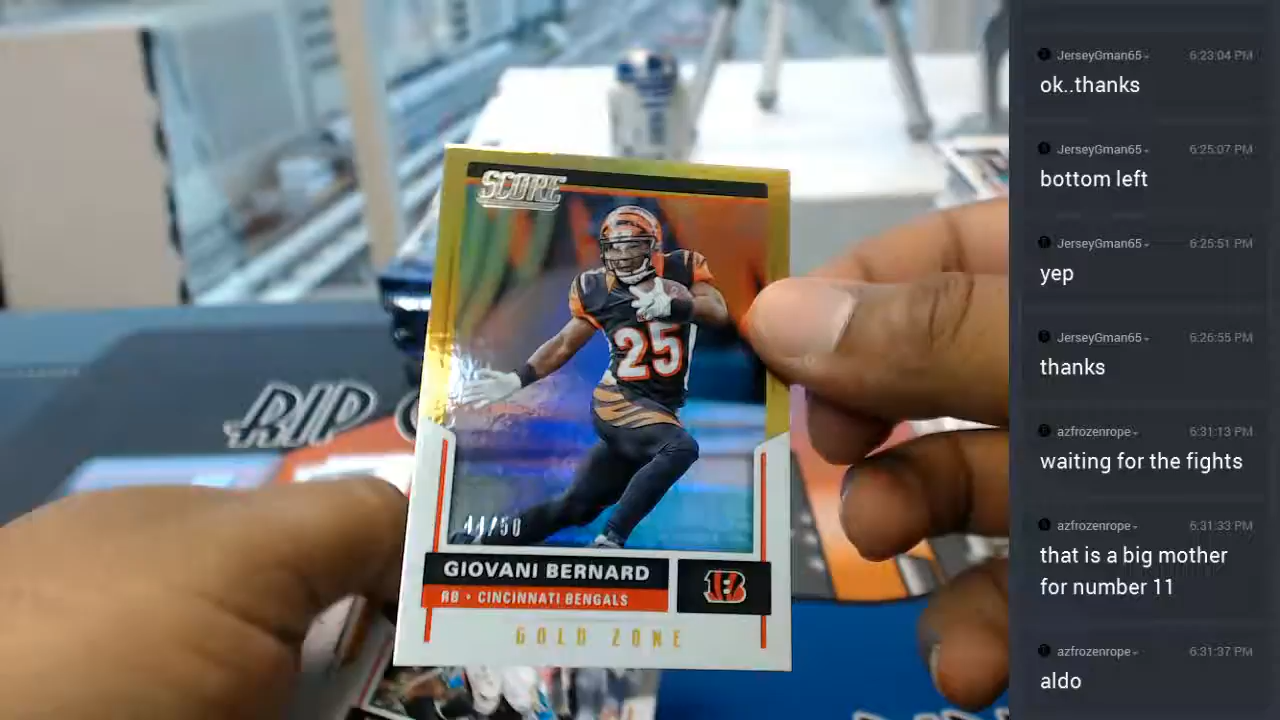 SCORE
25
44/50
GIOVANI BERNARD
RB • CINCINNATI BENGALS
GOLD ZONE
RIP
JerseyGman65 6:23:04 PM
ok..thanks
JerseyGman65 6:25:07 PM
bottom left
JerseyGman65 6:25:51 PM
yep
JerseyGman65 6:26:55 PM
thanks
azfrozenrope 6:31:13 PM
waiting for the fights
azfrozenrope 6:31:33 PM
that is a big mother
for number 11
azfrozenrope 6:31:37 PM
aldo